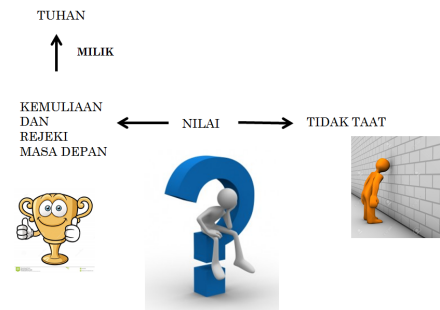 TUHAN
MILIK
KEMULIAAN
DAN
REJEKI
MASA DEPAN
NILAI
TIDAK TAAT